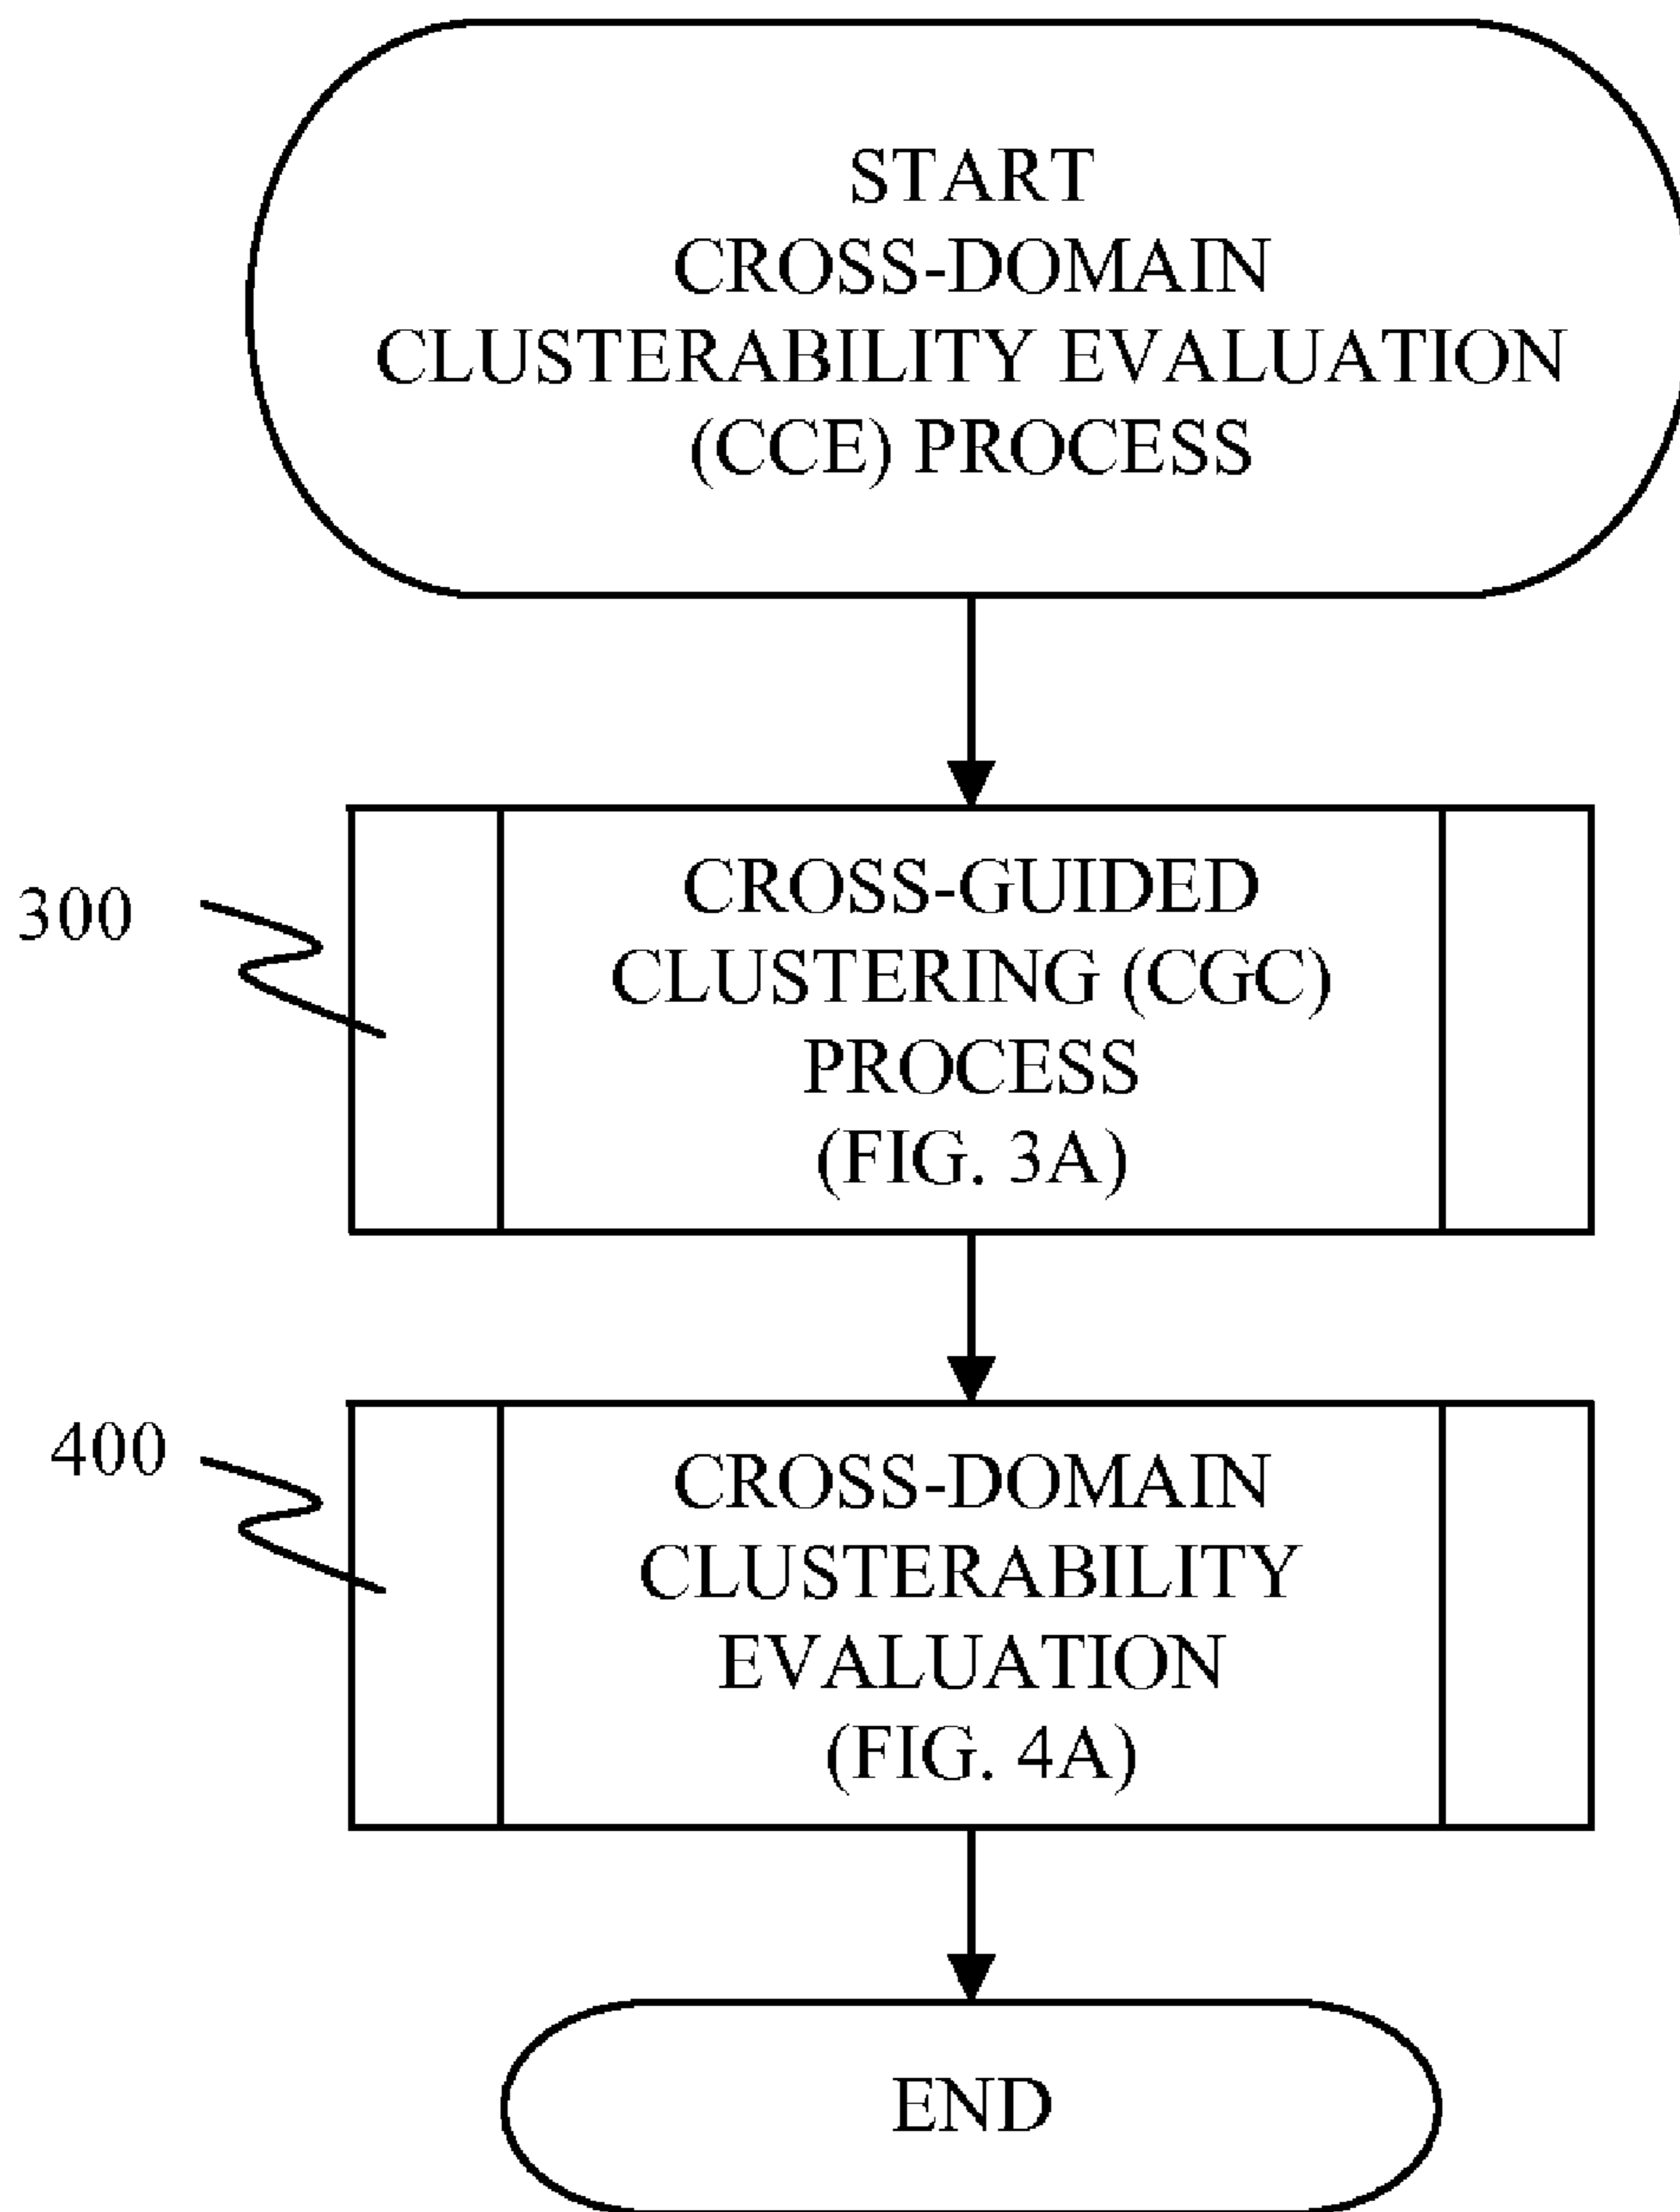 START
CROSS-DOMAIN
CLUSTERABILITY EVALUATION
(CCE) PROCESS
300
CROSS-GUIDED
CLUSTERING (CGC)
PROCESS
(FIG. 3A)
400
CROSS-DOMAIN
CLUSTERABILITY
EVALUATION
(FIG. 4A)
END